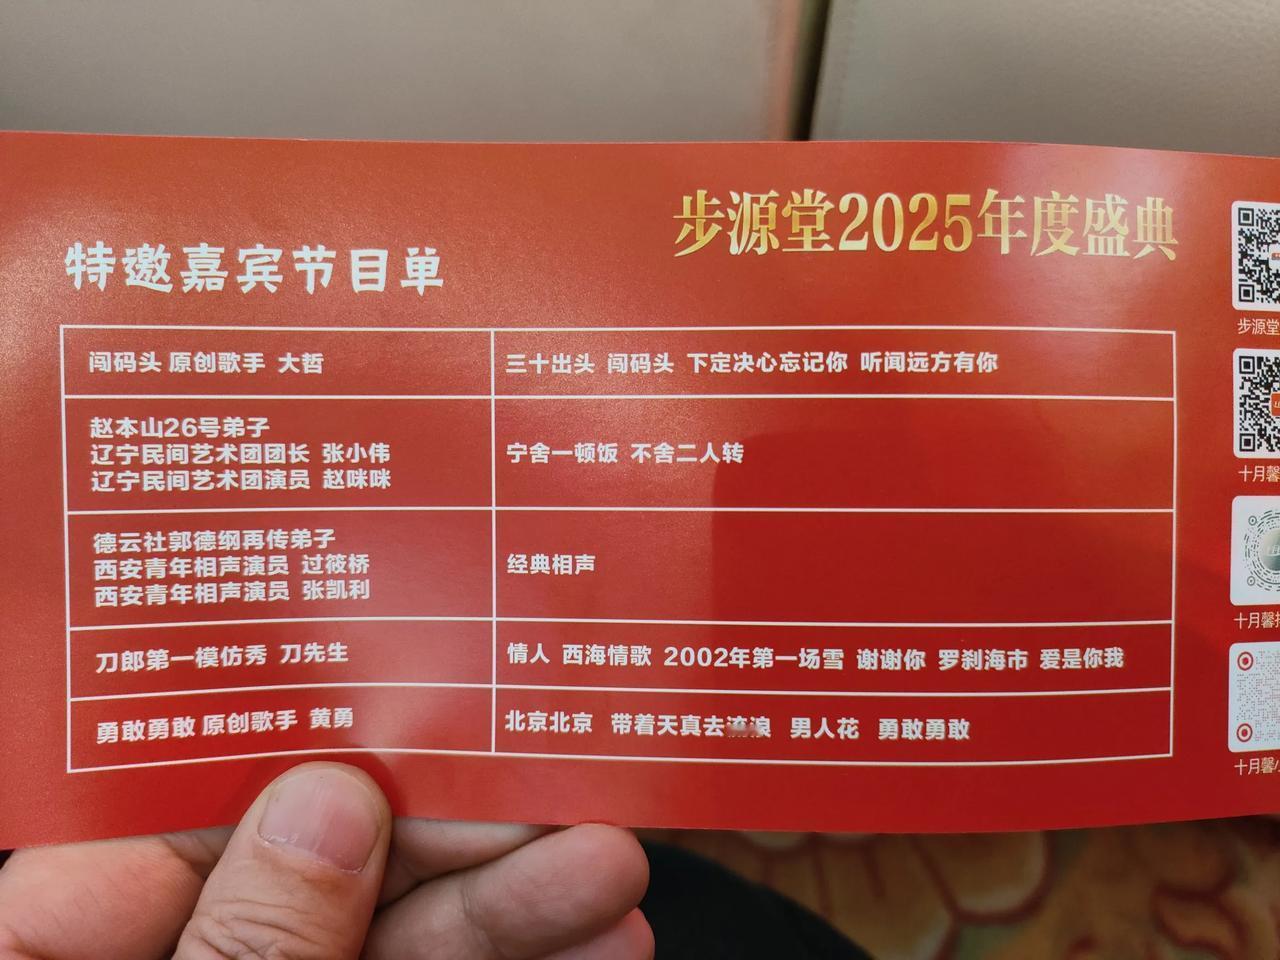 步源堂2025年度盛典
特邀嘉宾节目单
闯码头 原创歌手 大哲
三十出头 闯码头 下定决心忘记你 听闻远方有你
赵本山26号弟子
辽宁民间艺术团团长 张小伟
辽宁民间艺术团演员 赵咪咪
宁舍一顿饭 不舍二人转
德云社郭德纲再传弟子
西安青年相声演员 过筱桥
西安青年相声演员 张凯利
经典相声
刀郎第一模仿秀 刀先生
情人 西海情歌 2002年第一场雪 谢谢你 罗刹海市 爱是你我
勇敢勇敢 原创歌手 黄勇
北京北京 带着天真去流浪 男人花 勇敢勇敢
步源堂
十月馨
十月馨
十月馨小